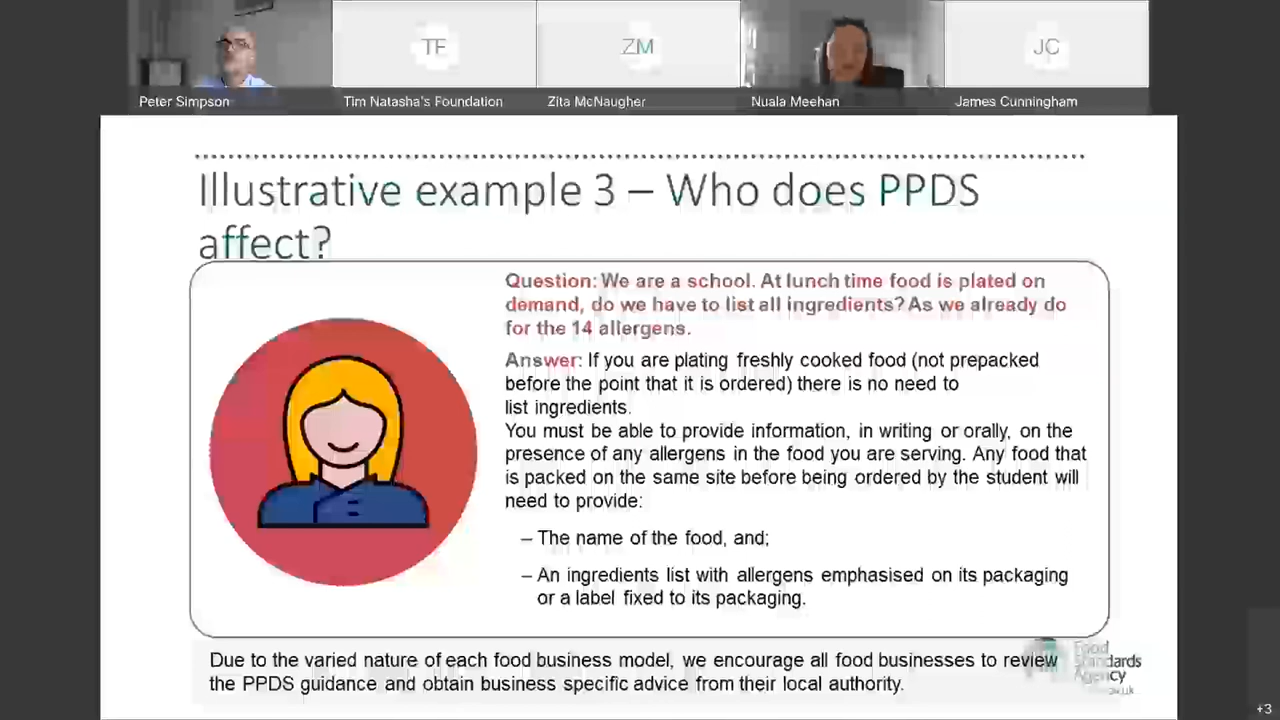 TF
ZM
JC
Peter Simpson
Tim Natasha's Foundation
Zita McNaugher
Nuala Meehan
James Cunningham
Illustrative example 3 – Who does PPDS
affect?
Question: We are a school. At lunch time food is plated on
demand, do we have to list all ingredients? As we already do
for the 14 allergens.
Answer: If you are plating freshly cooked food (not prepacked
before the point that it is ordered) there is no need to
list ingredients.
You must be able to provide information, in writing or orally, on the
presence of any allergens in the food you are serving. Any food that
is packed on the same site before being ordered by the student will
need to provide:
– The name of the food, and;
– An ingredients list with allergens emphasised on its packaging
or a label fixed to its packaging.
Due to the varied nature of each food business model, we encourage all food businesses to review
the PPDS guidance and obtain business specific advice from their local authority.
Food
Standards
Agency
+3